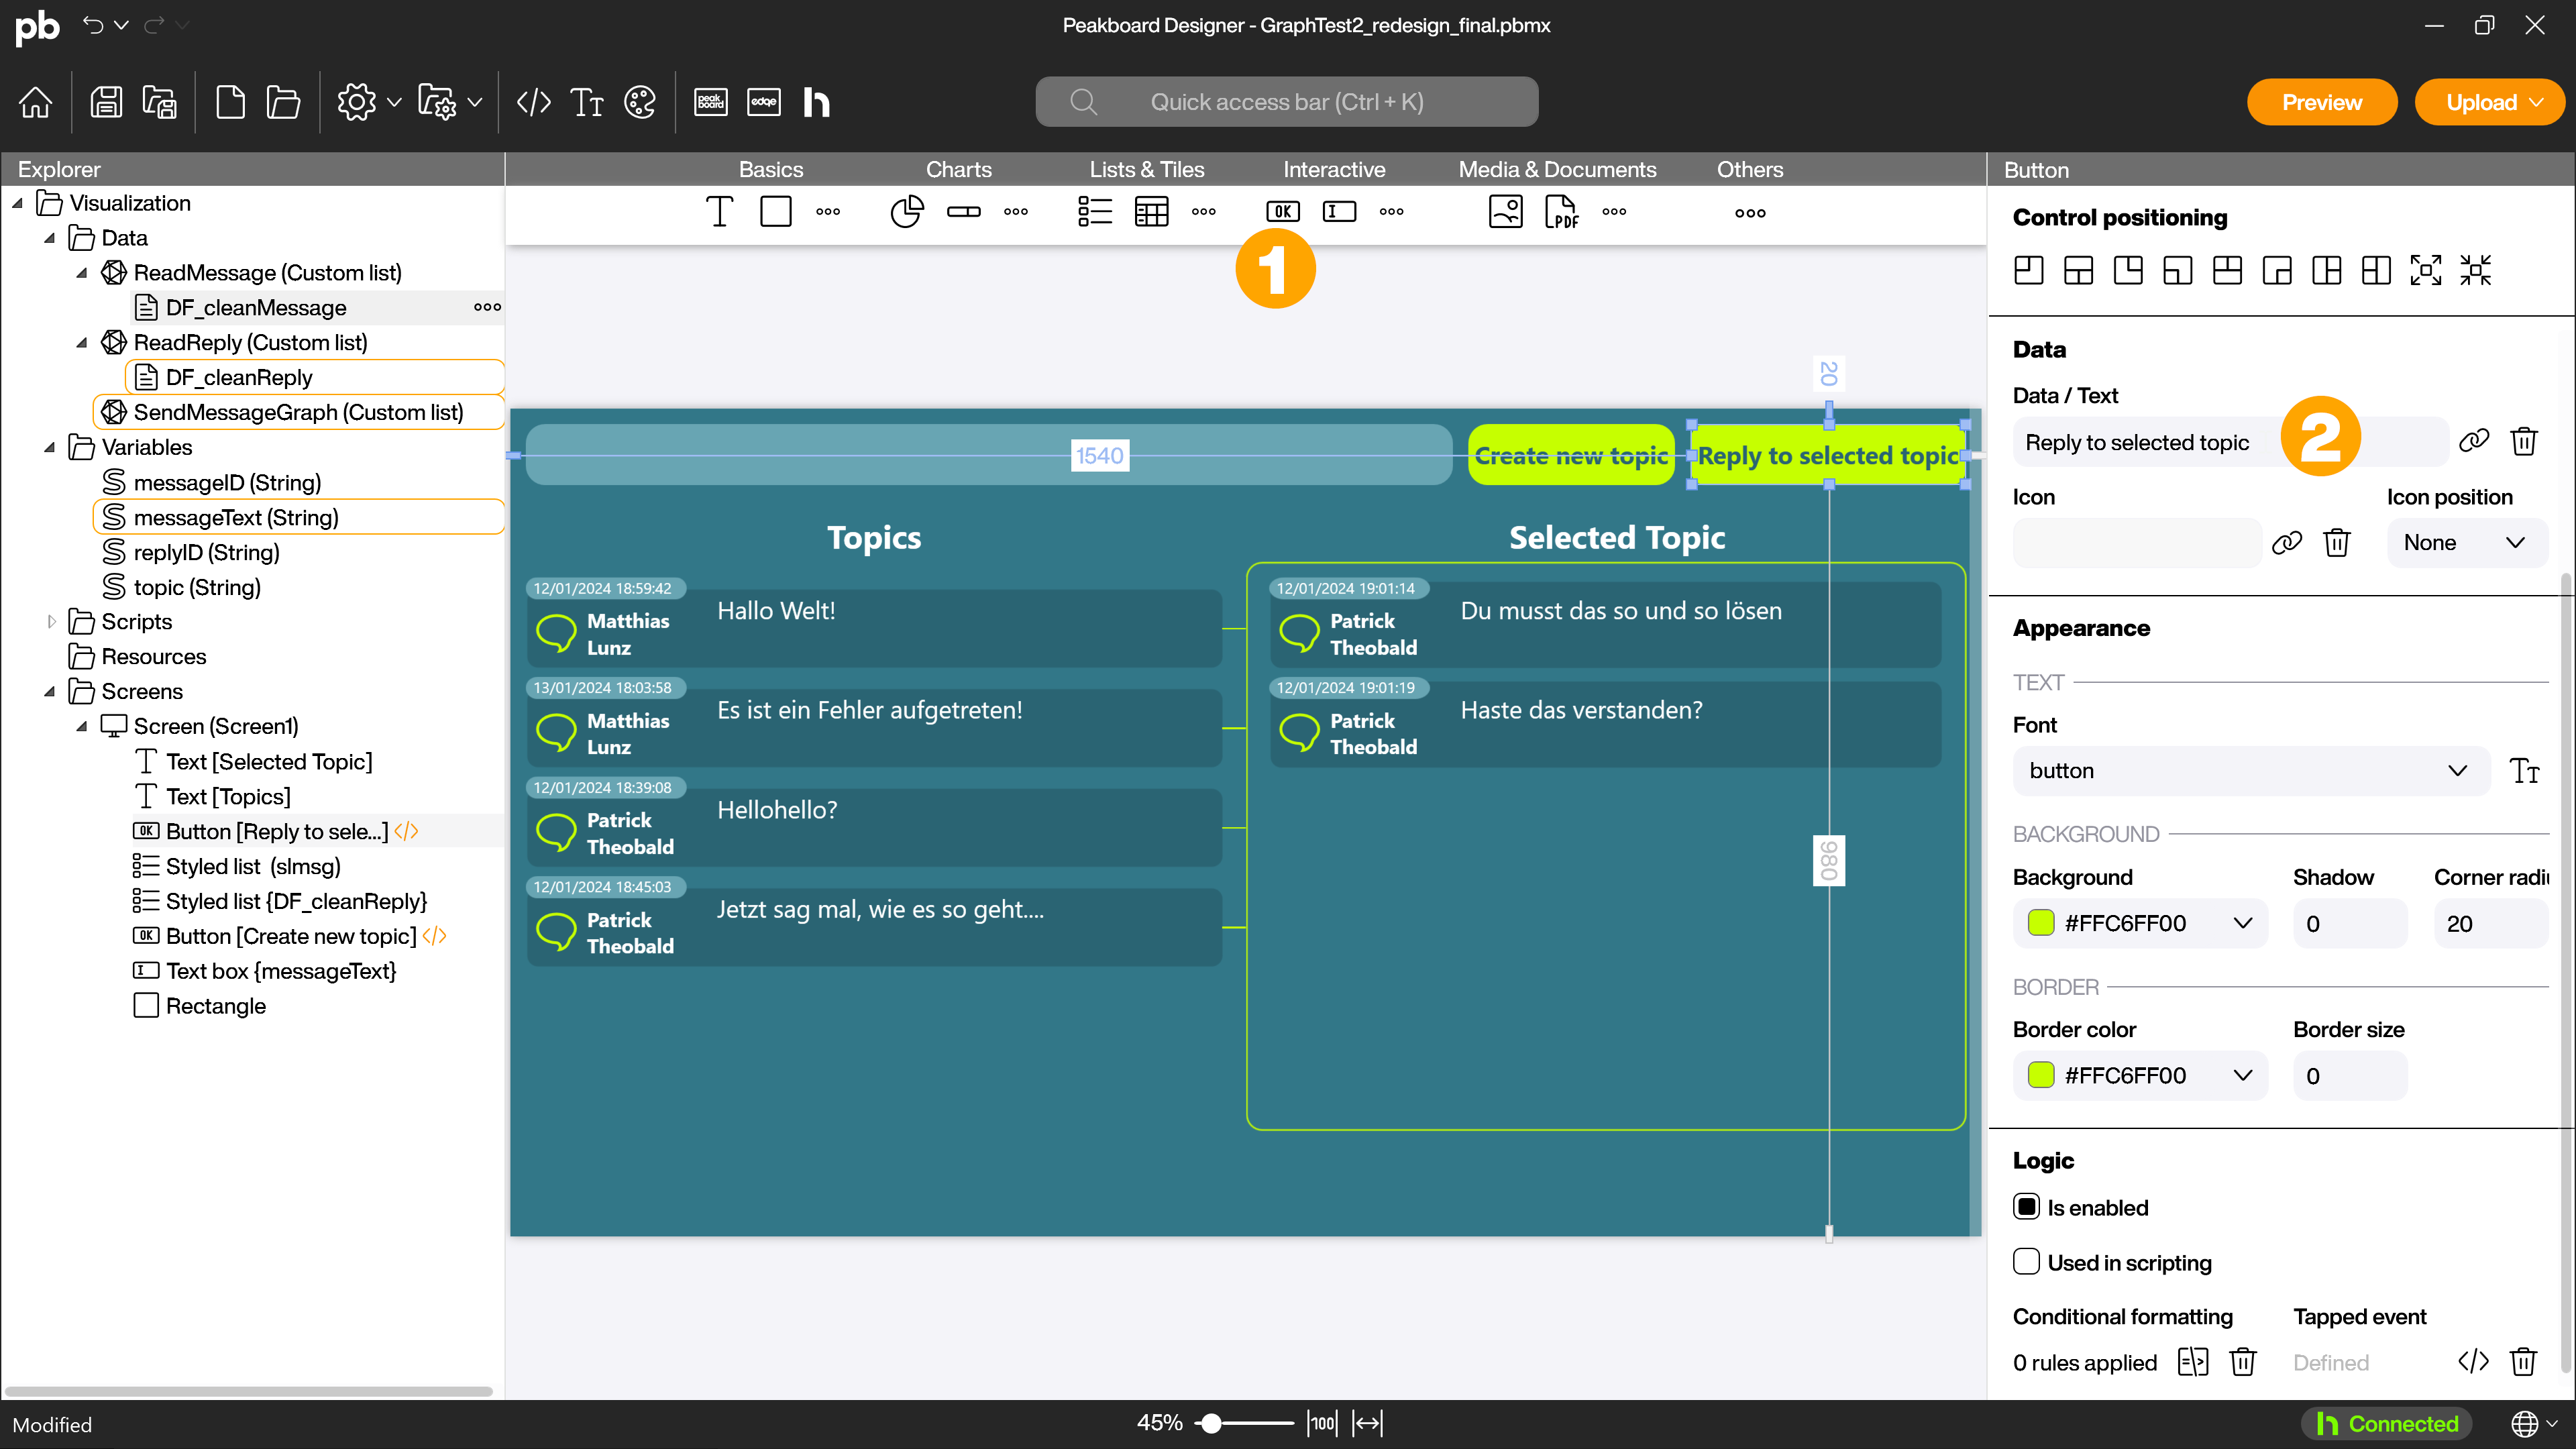 pb
Peakboard Designer - GraphTest2_redesign_final.pbmx
peak board
edge
Quick access bar (Ctrl + K)
Preview
Upload
Explorer
Basics
Charts
Lists & Tiles
Interactive
Media & Documents
Others
Button
OK
I
PDF
1
Visualization
Data
ReadMessage (Custom list)
DF_cleanMessage
ReadReply (Custom list)
DF_cleanReply
SendMessageGraph (Custom list)
Variables
messageID (String)
messageText (String)
replyID (String)
topic (String)
Scripts
Resources
Screens
Screen (Screen1)
Text [Selected Topic]
Text [Topics]
OK Button [Reply to sele...] </>
Styled list (slmsg)
Styled list {DF_cleanReply}
OK Button [Create new topic] </>
Text box {messageText}
Rectangle
20
1540
Create new topic
Reply to selected topic
Topics
Selected Topic
12/01/2024 18:59:42
Matthias
Lunz
Hallo Welt!
13/01/2024 18:03:58
Matthias
Lunz
Es ist ein Fehler aufgetreten!
12/01/2024 18:39:08
Patrick
Theobald
Hellohello?
12/01/2024 18:45:03
Patrick
Theobald
Jetzt sag mal, wie es so geht....
12/01/2024 19:01:14
Patrick
Theobald
Du musst das so und so lösen
12/01/2024 19:01:19
Patrick
Theobald
Haste das verstanden?
980
Control positioning
Data
Data / Text
Reply to selected topic
2
Icon
Icon position
None
Appearance
TEXT
Font
button
BACKGROUND
Background
Shadow
Corner radi
#FFC6FF00
0
20
BORDER
Border color
Border size
#FFC6FF00
0
Logic
Is enabled
Used in scripting
Conditional formatting
Tapped event
0 rules applied
Defined
Modified
45%
100
Connected